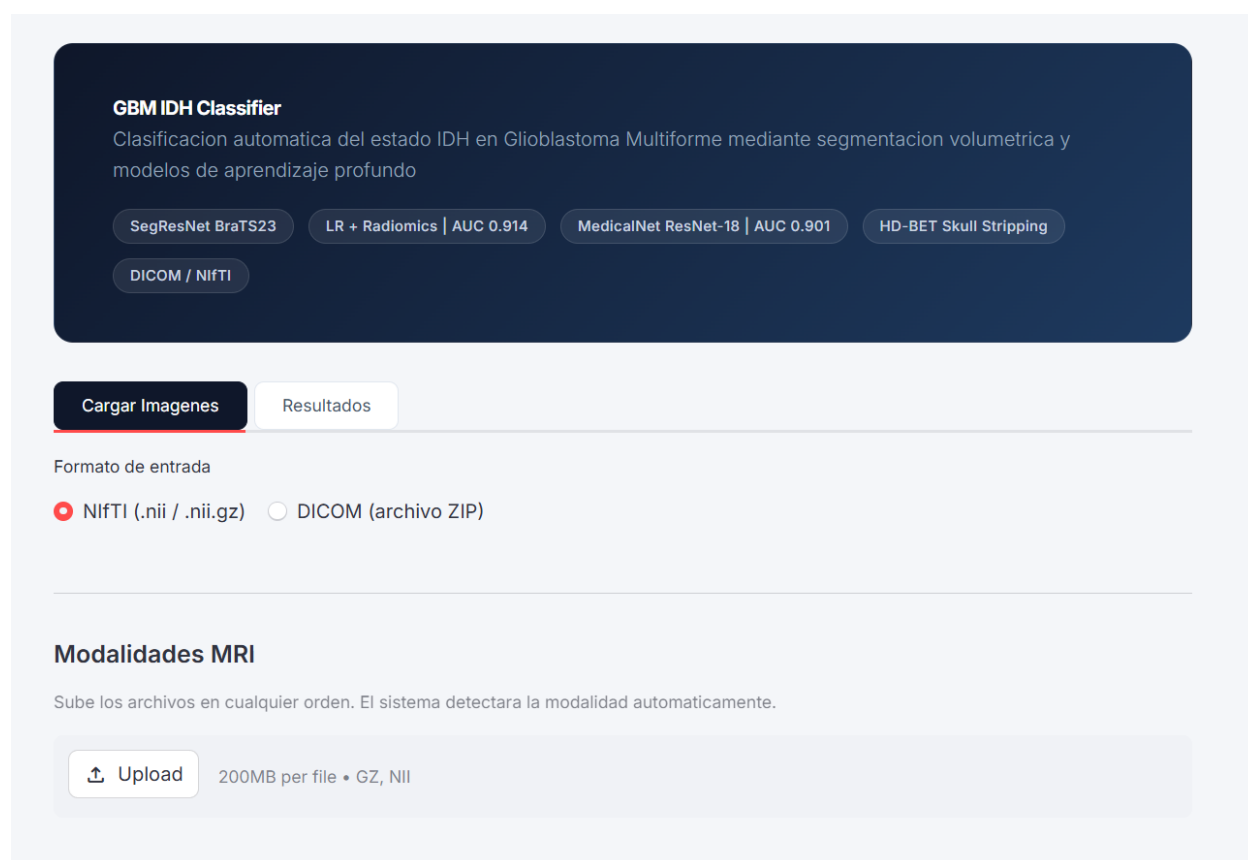 GBM IDH Classifier
Clasificacion automatica del estado IDH en Glioblastoma Multiforme mediante segmentacion volumetrica y
modelos de aprendizaje profundo
SegResNet BraTS23 LR + Radiomics | AUC 0.914 MedicalNet ResNet-18 | AUC 0.901 HD-BET Skull Stripping
DICOM / NIfTI
Cargar Imagenes Resultados
Formato de entrada
NIfTI (.nii / .nii.gz) DICOM (archivo ZIP)
Modalidades MRI
Sube los archivos en cualquier orden. El sistema detectara la modalidad automaticamente.
Upload 200MB per file • GZ, NII